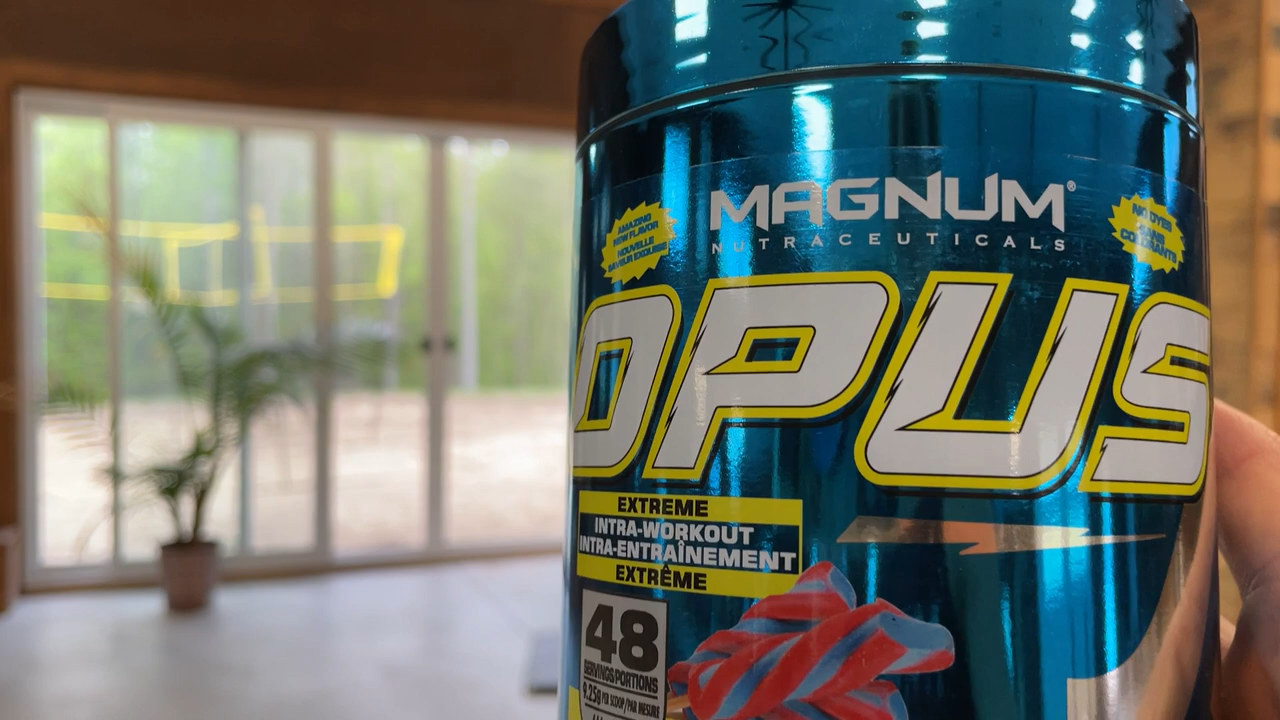 MAGNUM®
NUTRACEUTICALS
AMAZING
NEW FLAVOR
NOUVELLE
SAVEUR EXQUISE!
NO DYES
SANS
COLORANTS
OPUS
EXTREME
INTRA-WORKOUT
INTRA-ENTRAÎNEMENT
EXTRÊME
48
SERVINGS/PORTIONS
9.25g PER SCOOP/PAR MESURE